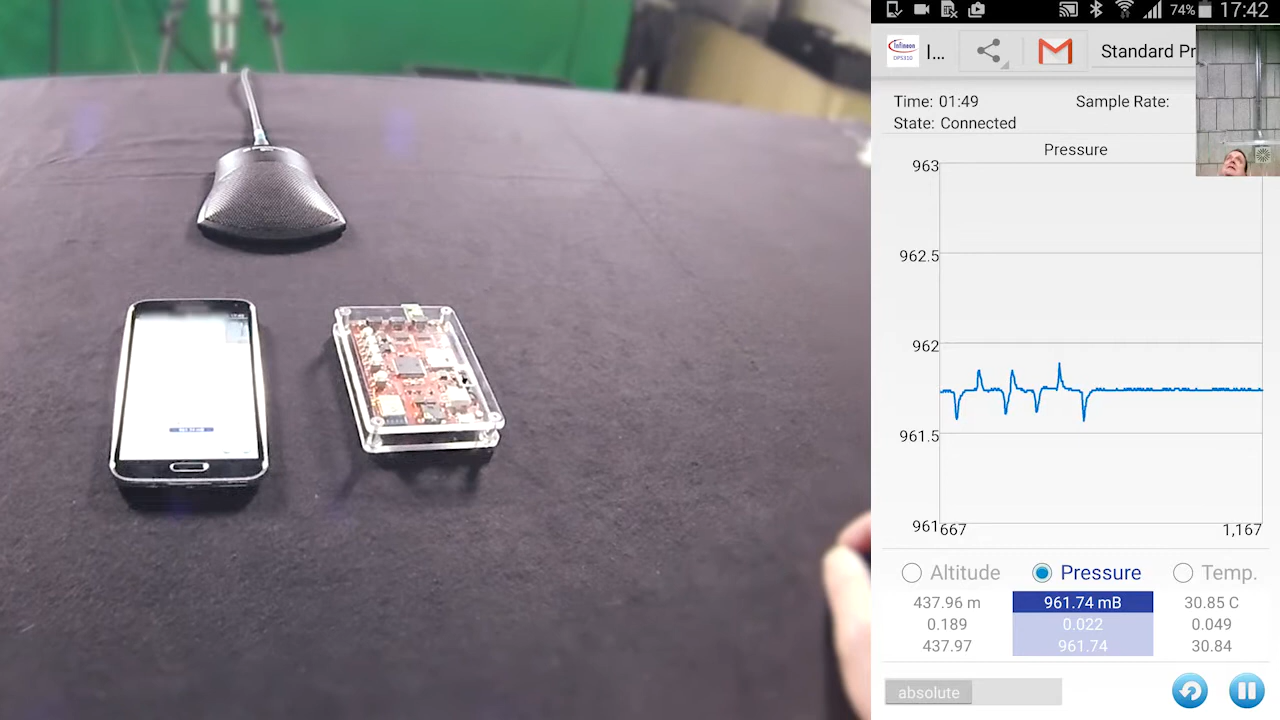 74% 17:42
Infineon
DPS310
I... Standard Pr
Time: 01:49 Sample Rate:
State: Connected
Pressure
963
962.5
962
961.5
961
667 1,167
Altitude Pressure Temp.
437.96 m 961.74 mB 30.85 C
0.189 0.022 0.049
437.97 961.74 30.84
absolute